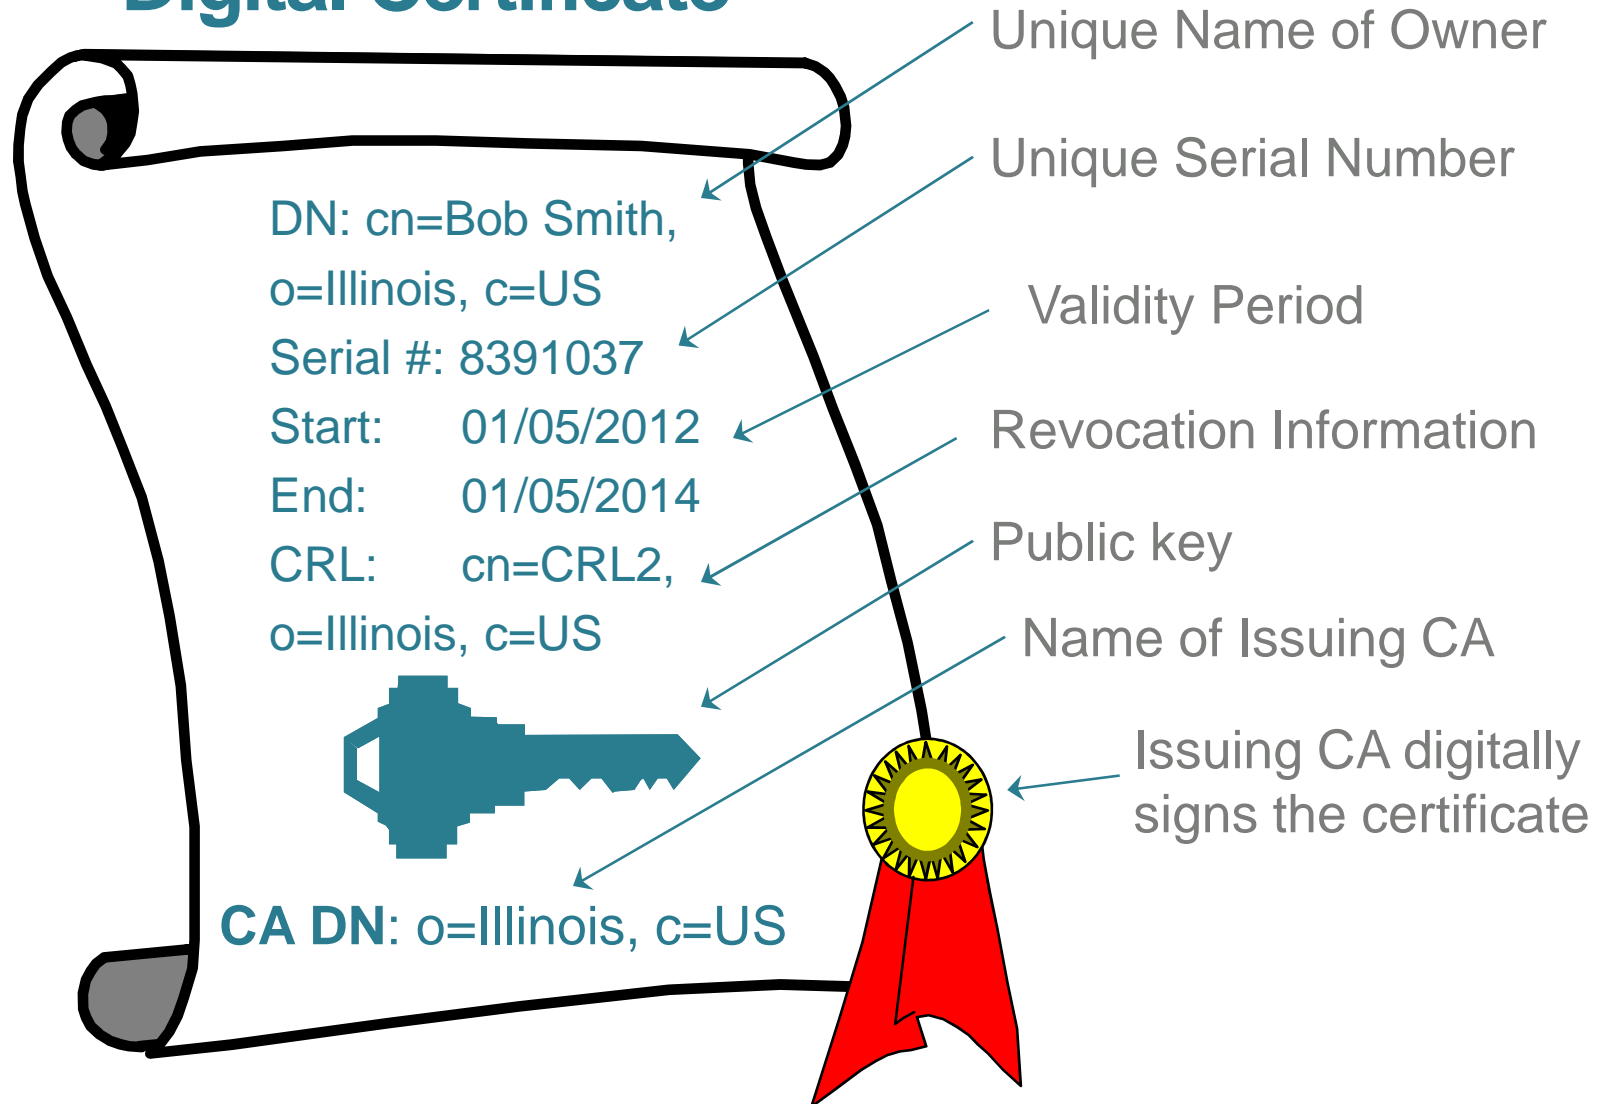 Digital Certificate
Unique Name of Owner
Unique Serial Number
Validity Period
Revocation Information
Public key
Name of Issuing CA
Issuing CA digitally
signs the certificate
DN: cn=Bob Smith,
o=Illinois, c=US
Serial #: 8391037
Start: 01/05/2012
End: 01/05/2014
CRL: cn=CRL2,
o=Illinois, c=US
CA DN: o=Illinois, c=US